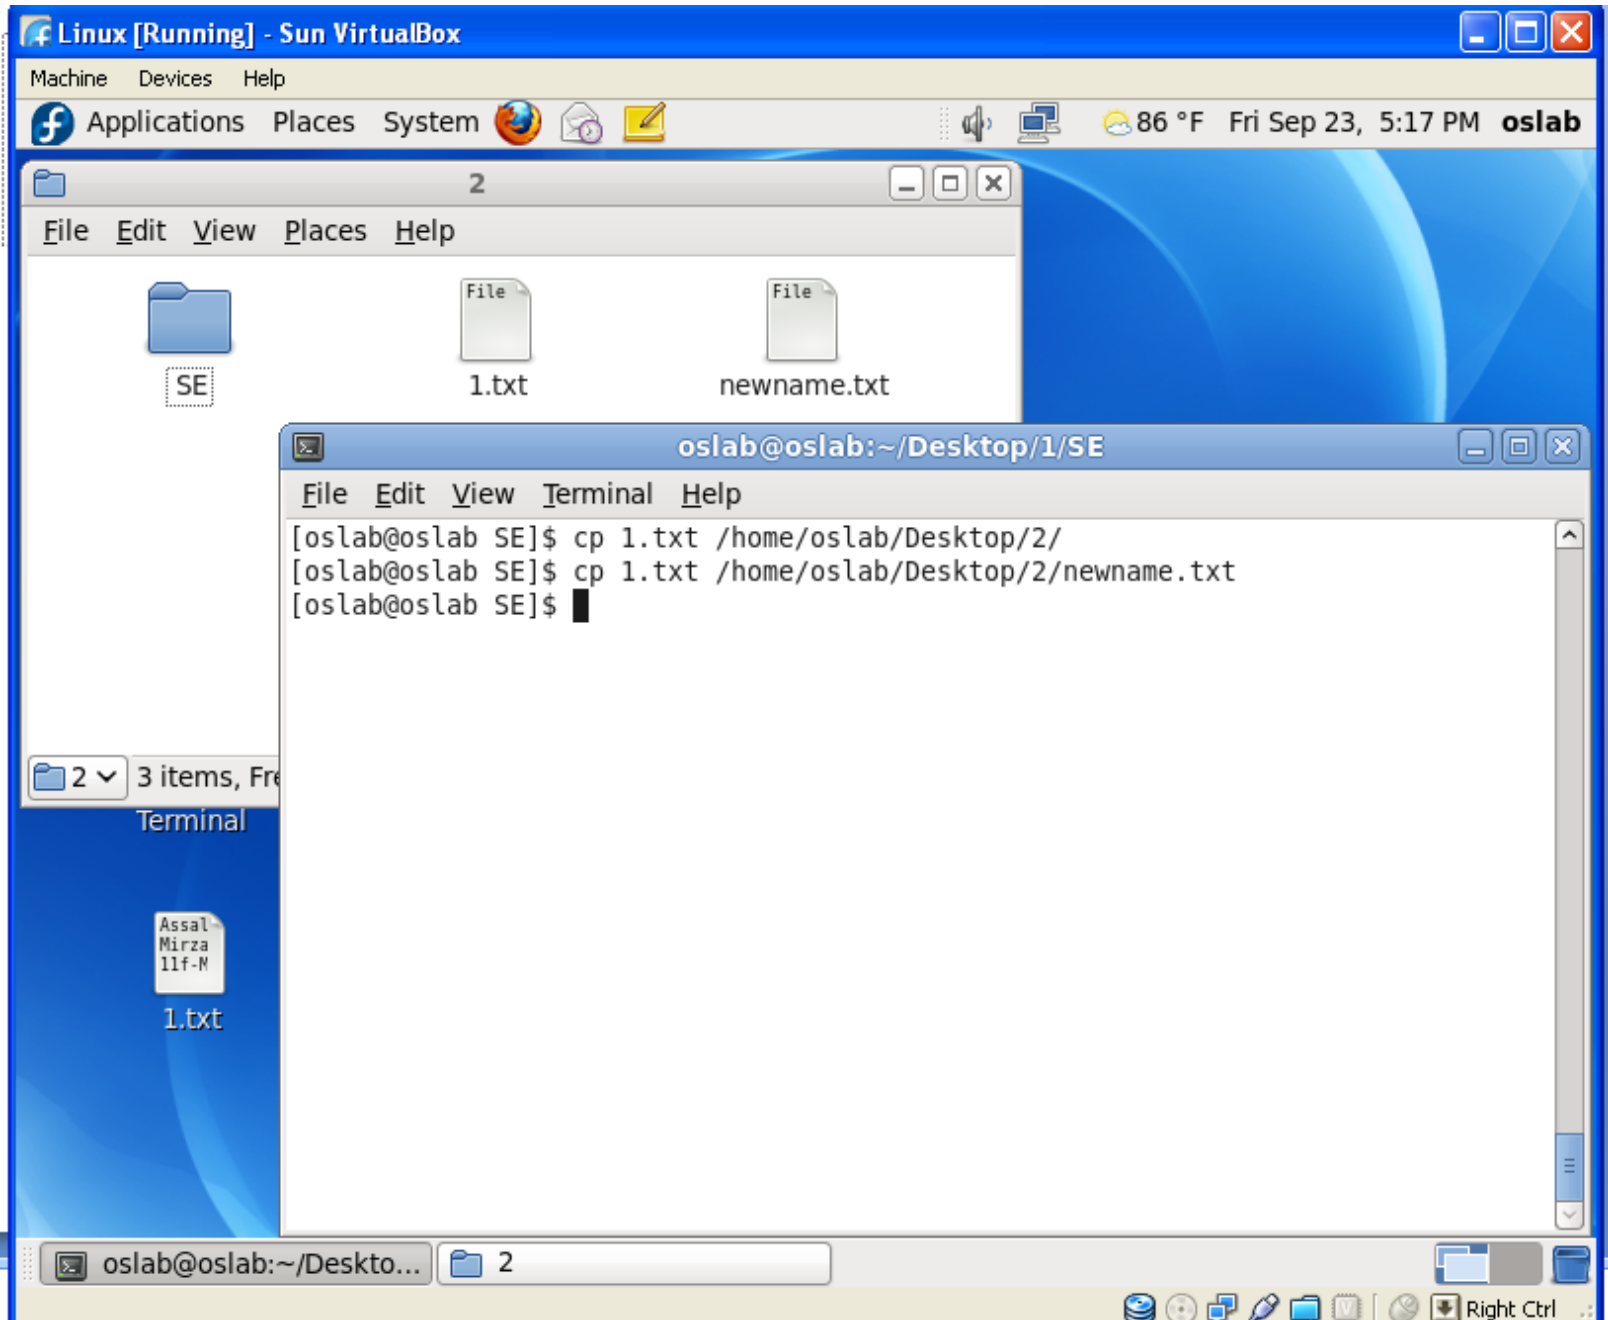 Linux [Running] - Sun VirtualBox
Machine Devices Help
Applications Places System 86 °F Fri Sep 23, 5:17 PM oslab
2
File Edit View Places Help
File File
SE 1.txt newname.txt
oslab@oslab:~/Desktop/1/SE
File Edit View Terminal Help
[oslab@oslab SE]$ cp 1.txt /home/oslab/Desktop/2/
[oslab@oslab SE]$ cp 1.txt /home/oslab/Desktop/2/newname.txt
[oslab@oslab SE]$
2 3 items, Fre
Terminal
Assal
Mirza
11f-M
1.txt
oslab@oslab:~/Deskto... 2
Right Ctrl